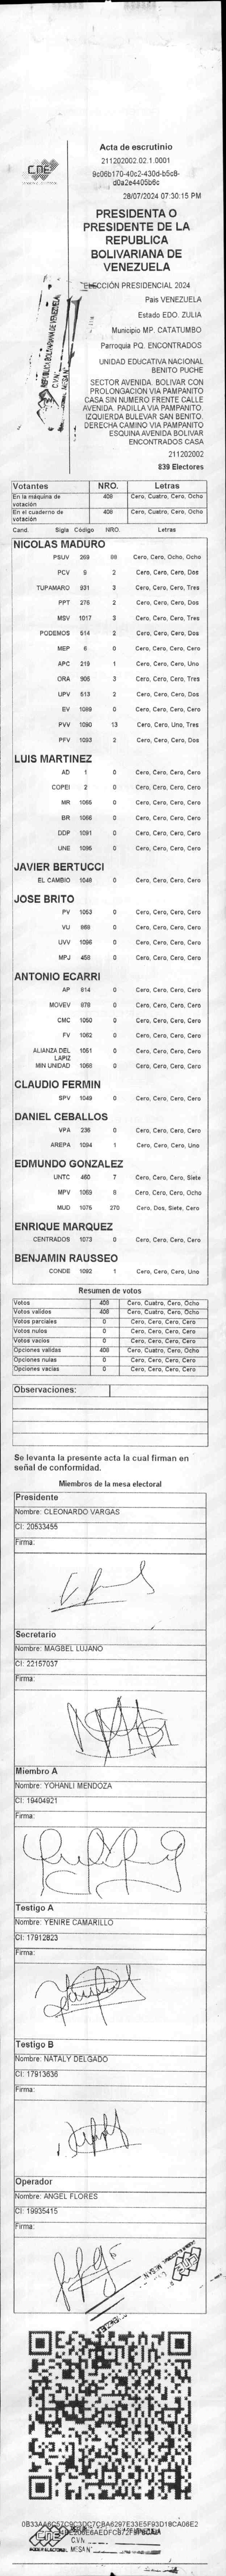 Acta de escrutinio
211202002.02.1.0001
9c06b170-40c2-430d-b5c8-
d0a2e4405b6c
28/07/2024 07:30:15 PM
CNE
PRESIDENTA O
PRESIDENTE DE LA
REPUBLICA
BOLIVARIANA DE
VENEZUELA
ELECCIÓN PRESIDENCIAL 2024
País VENEZUELA
Estado EDO. ZULIA
Municipio MP. CATATUMBO
Parroquia PQ. ENCONTRADOS
UNIDAD EDUCATIVA NACIONAL
BENITO PUCHE
SECTOR AVENIDA. BOLIVAR CON
PROLONGACION VIA PAMPANITO
CASA SIN NUMERO FRENTE CALLE
AVENIDA. PADILLA VIA PAMPANITO.
IZQUIERDA BULEVAR SAN BENITO.
DERECHA CAMINO VIA PAMPANITO
ESQUINA AVENIDA BOLIVAR
ENCONTRADOS CASA
211202002
839 Electores
REPUBLICA BOLIVARIANA DE VENEZUELA
Votantes NRO. Letras
En la máquina de votación 408 Cero, Cuatro, Cero, Ocho
En el cuaderno de votación 408 Cero, Cuatro, Cero, Ocho
Cand. Sigla Código NRO. Letras
NICOLAS MADURO
PSUV 269 88 Cero, Cero, Ocho, Ocho
PCV 9 2 Cero, Cero, Cero, Dos
TUPAMARO 931 3 Cero, Cero, Cero, Tres
PPT 276 2 Cero, Cero, Cero, Dos
MSV 1017 3 Cero, Cero, Cero, Tres
PODEMOS 514 2 Cero, Cero, Cero, Dos
MEP 6 0 Cero, Cero, Cero, Cero
APC 219 1 Cero, Cero, Cero, Uno
ORA 905 3 Cero, Cero, Cero, Tres
UPV 513 2 Cero, Cero, Cero, Dos
EV 1089 0 Cero, Cero, Cero, Cero
PVV 1090 13 Cero, Cero, Uno, Tres
PFV 1093 2 Cero, Cero, Cero, Dos
LUIS MARTINEZ
AD 1 0 Cero, Cero, Cero, Cero
COPEI 2 0 Cero, Cero, Cero, Cero
MR 1065 0 Cero, Cero, Cero, Cero
BR 1066 0 Cero, Cero, Cero, Cero
DDP 1091 0 Cero, Cero, Cero, Cero
UNE 1095 0 Cero, Cero, Cero, Cero
JAVIER BERTUCCI
EL CAMBIO 1048 0 Cero, Cero, Cero, Cero
JOSE BRITO
PV 1053 0 Cero, Cero, Cero, Cero
VU 868 0 Cero, Cero, Cero, Cero
UVV 1096 0 Cero, Cero, Cero, Cero
MPJ 458 0 Cero, Cero, Cero, Cero
ANTONIO ECARRI
AP 814 0 Cero, Cero, Cero, Cero
MOVEV 878 0 Cero, Cero, Cero, Cero
CMC 1050 0 Cero, Cero, Cero, Cero
FV 1062 0 Cero, Cero, Cero, Cero
ALIANZA DEL LAPIZ 1051 0 Cero, Cero, Cero, Cero
MIN UNIDAD 1068 0 Cero, Cero, Cero, Cero
CLAUDIO FERMIN
SPV 1049 0 Cero, Cero, Cero, Cero
DANIEL CEBALLOS
VPA 236 0 Cero, Cero, Cero, Cero
AREPA 1094 1 Cero, Cero, Cero, Uno
EDMUNDO GONZALEZ
UNTC 460 7 Cero, Cero, Cero, Siete
MPV 1069 8 Cero, Cero, Cero, Ocho
MUD 1075 270 Cero, Dos, Siete, Cero
ENRIQUE MARQUEZ
CENTRADOS 1073 0 Cero, Cero, Cero, Cero
BENJAMIN RAUSSEO
CONDE 1092 1 Cero, Cero, Cero, Uno
Resumen de votos
Votos 408 Cero, Cuatro, Cero, Ocho
Votos validos 408 Cero, Cuatro, Cero, Ocho
Votos parciales 0 Cero, Cero, Cero, Cero
Votos nulos 0 Cero, Cero, Cero, Cero
Votos vacíos 0 Cero, Cero, Cero, Cero
Opciones validas 408 Cero, Cuatro, Cero, Ocho
Opciones nulas 0 Cero, Cero, Cero, Cero
Opciones vacías 0 Cero, Cero, Cero, Cero
Observaciones:
Se levanta la presente acta la cual firman en
señal de conformidad.
Miembros de la mesa electoral
Presidente
Nombre: CLEONARDO VARGAS
CI: 20533455
Firma:
Secretario
Nombre: MAGBEL LUJANO
CI: 22157037
Firma:
Miembro A
Nombre: YOHANLI MENDOZA
CI: 19404921
Firma:
Testigo A
Nombre: YENIRE CAMARILLO
CI: 17912823
Firma:
Testigo B
Nombre: NATALY DELGADO
CI: 17913636
Firma:
Operador
Nombre: ANGEL FLORES
CI: 19935415
Firma: